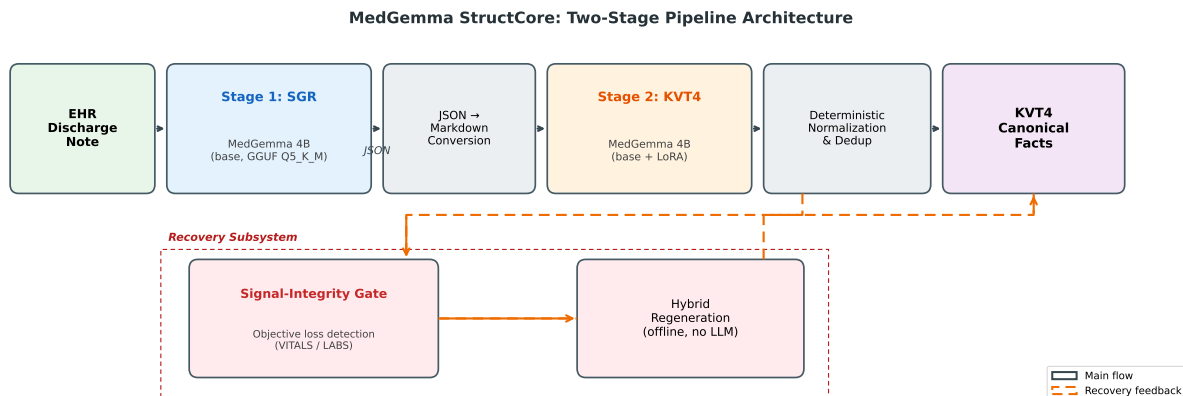 MedGemma StructCore: Two-Stage Pipeline Architecture
EHR
Discharge
Note
Stage 1: SGR
MedGemma 4B
(base, GGUF Q5_K_M)
JSON
JSON →
Markdown
Conversion
Stage 2: KVT4
MedGemma 4B
(base + LoRA)
Deterministic
Normalization
& Dedup
KVT4
Canonical
Facts
Recovery Subsystem
Signal-Integrity Gate
Objective loss detection
(VITALS / LABS)
Hybrid
Regeneration
(offline, no LLM)
Main flow
Recovery feedback